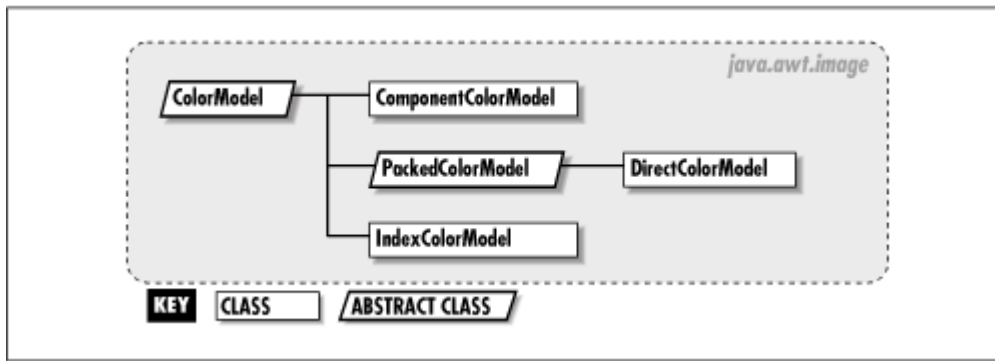 java.awt.image
ColorModel
ComponentColorModel
PackedColorModel
DirectColorModel
IndexColorModel
KEY
CLASS
ABSTRACT CLASS